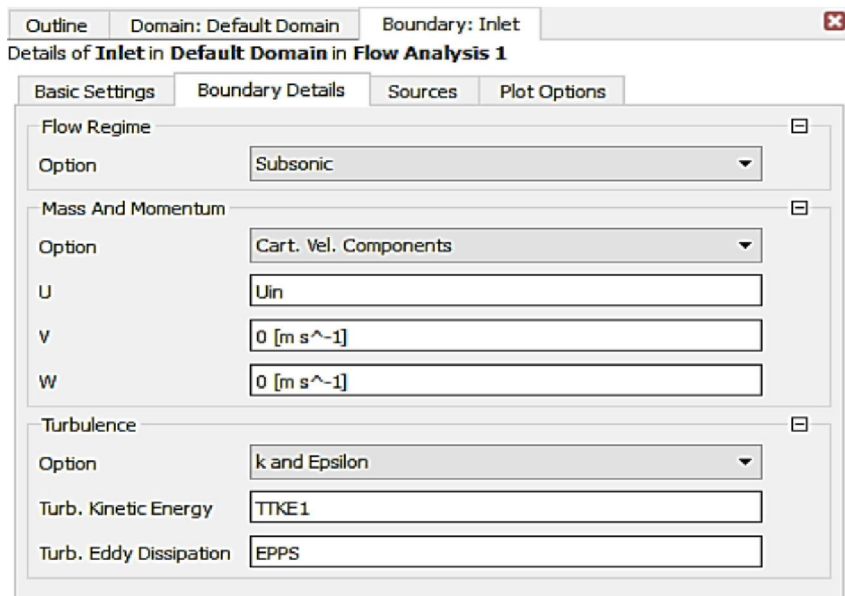 Outline Domain: Default Domain Boundary: Inlet
Details of Inlet in Default Domain in Flow Analysis 1
Basic Settings Boundary Details Sources Plot Options
Flow Regime
Option Subsonic
Mass And Momentum
Option Cart. Vel. Components
U Uin
V 0 [m s^-1]
W 0 [m s^-1]
Turbulence
Option k and Epsilon
Turb. Kinetic Energy TTKE1
Turb. Eddy Dissipation EPPS